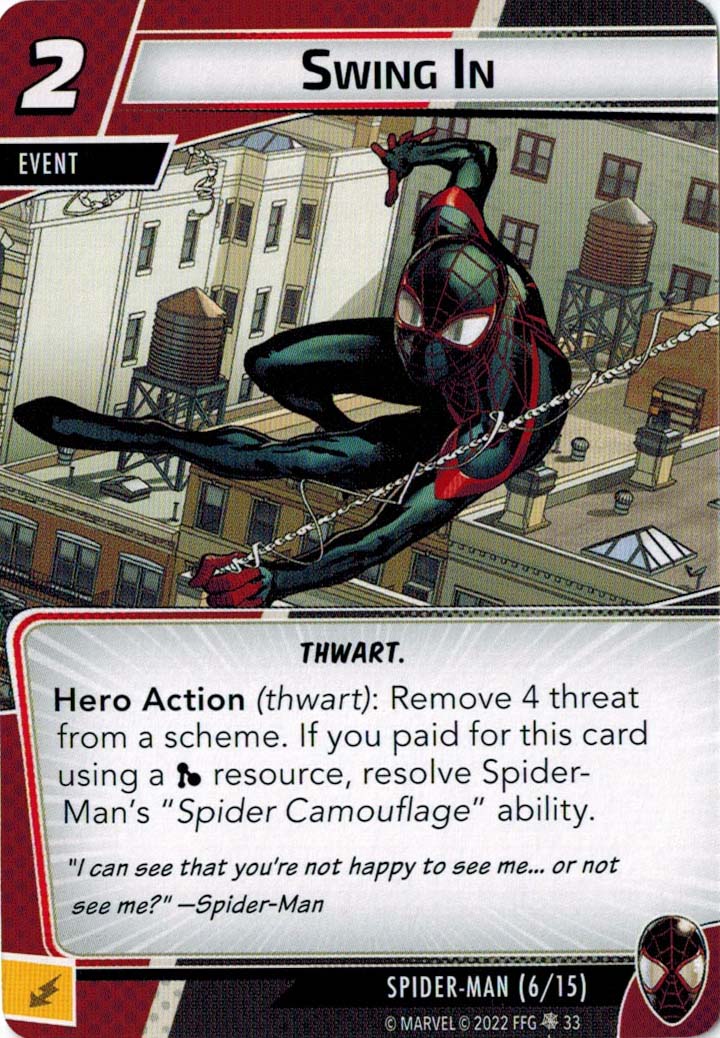 2
SWING IN
EVENT
THWART.
Hero Action (thwart): Remove 4 threat
from a scheme. If you paid for this card
using a resource, resolve Spider-
Man's "Spider Camouflage" ability.
"I can see that you're not happy to see me... or not
see me?" —Spider-Man
SPIDER-MAN (6/15)
© MARVEL © 2022 FFG 33